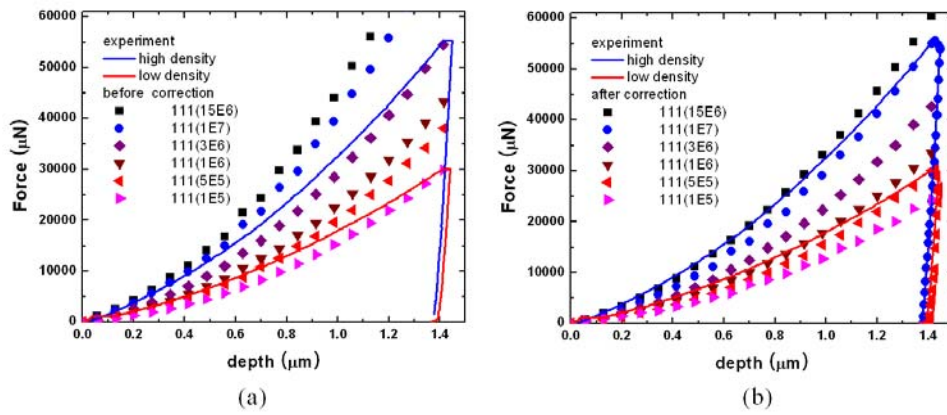 60000
50000
40000
30000
20000
10000
0
Force (μN)
experiment
high density
low density
before correction
111(15E6)
111(1E7)
111(3E6)
111(1E6)
111(5E5)
111(1E5)
0.0 0.2 0.4 0.6 0.8 1.0 1.2 1.4
depth (μm)
(a)
60000
50000
40000
30000
20000
10000
0
experiment
high density
low density
after correction
111(15E6)
111(1E7)
111(3E6)
111(1E6)
111(5E5)
111(1E5)
0.0 0.2 0.4 0.6 0.8 1.0 1.2 1.4
depth (μm)
(b)